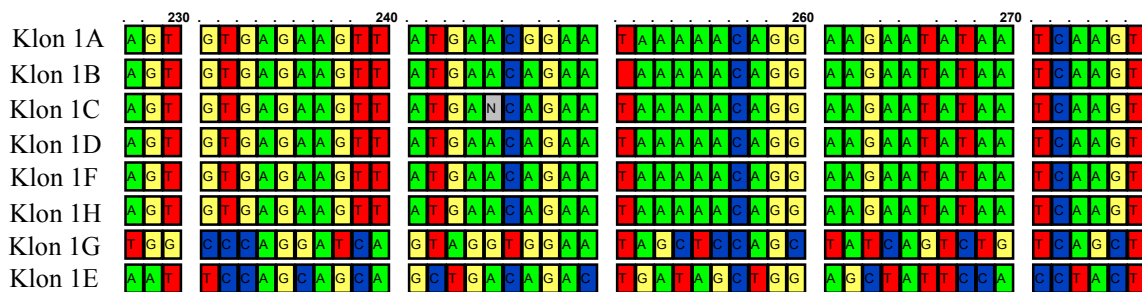 230 240 260 270
Klon 1A AGT GTGAGAAGTT ATGAACGGAA TAAAAACAGG AAGAATATAA TCAAGT
Klon 1B AGT GTGAGAAGTT ATGAACAGAA AAAAACAGG AAGAATATAA TCAAGT
Klon 1C AGT GTGAGAAGTT ATGANCAGAA TAAAAACAGG AAGAATATAA TCAAGT
Klon 1D AGT GTGAGAAGTT ATGAACAGAA TAAAAACAGG AAGAATATAA TCAAGT
Klon 1F AGT GTGAGAAGTT ATGAACAGAA TAAAAACAGG AAGAATATAA TCAAGT
Klon 1H AGT GTGAGAAGTT ATGAACAGAA TAAAAACAGG AAGAATATAA TCAAGT
Klon 1G TGG CCCAGGATCA GTAGGTGGAA TAGCTCCAGC TATCAGTCTG TCAGCT
Klon 1E AAT TCCAGCAGCA GCTGACAGAC TGATAGCTGG AGCTATTCCA CCTACT